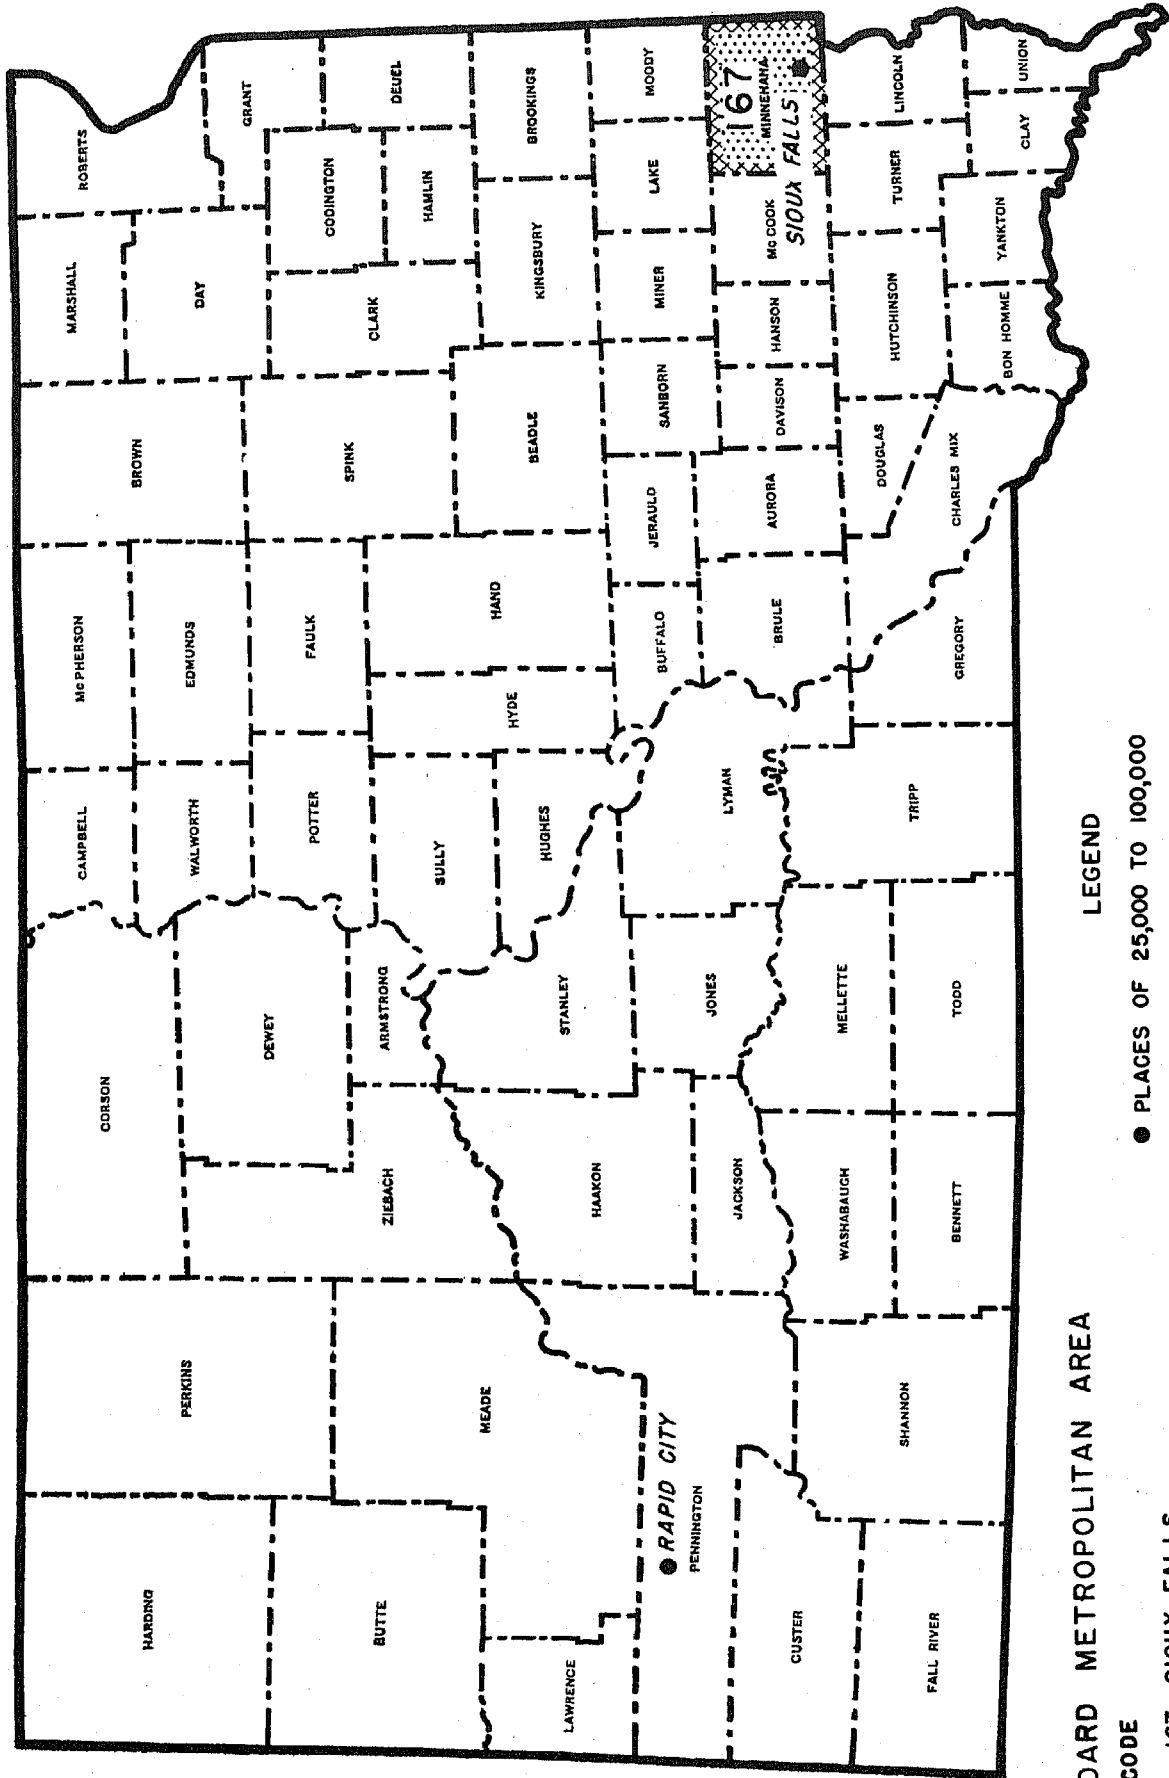 HARDING
PERKINS
CORSON
CAMPBELL
McPHERSON
BROWN
MARSHALL
ROBERTS
DAY
GRANT
WALWORTH
EDMUNDS
DEWEY
POTTER
FAULK
SPINK
CODINGTON
DEUEL
HAMLIN
CLARK
BUTTE
MEADE
ZIEBACH
ARMSTRONG
SULLY
HYDE
HAND
BEADLE
KINGSBURY
BROOKINGS
LAWRENCE
HAAKON
STANLEY
HUGHES
BUFFALO
JERAULD
SANBORN
MINER
LAKE
MOODY
RAPID CITY
PENNINGTON
JACKSON
JONES
LYMAN
BRULE
AURORA
DAVISON
HANSON
McCOOK
167
MINNEHAHA
SIOUX FALLS
CUSTER
SHANNON
WASHABAUGH
MELLETTE
TRIPP
GREGORY
DOUGLAS
CHARLES MIX
HUTCHINSON
TURNER
LINCOLN
FALL RIVER
BENNETT
TODD
BON HOMME
YANKTON
CLAY
UNION
LEGEND
DARD METROPOLITAN AREA
PLACES OF 25,000 TO 100,000
CODE